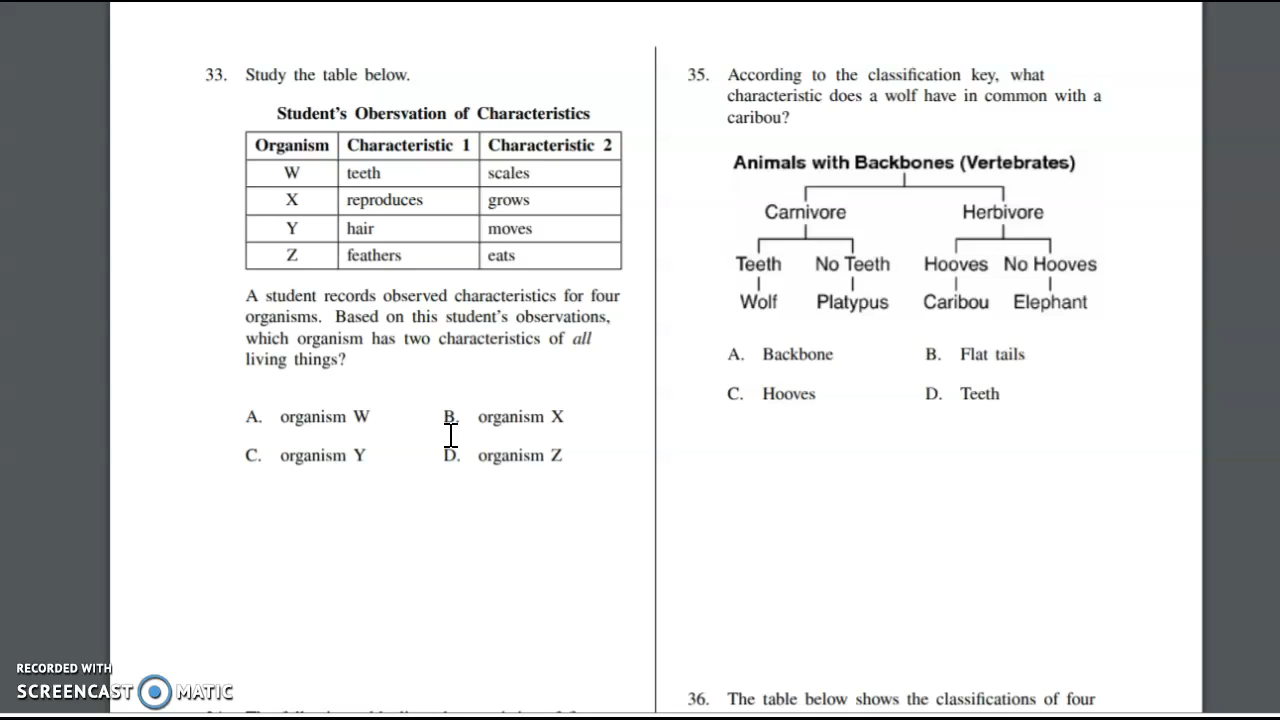 33. Study the table below.
Student's Obersvation of Characteristics
Organism Characteristic 1 Characteristic 2
W teeth scales
X reproduces grows
Y hair moves
Z feathers eats
A student records observed characteristics for four
organisms. Based on this student's observations,
which organism has two characteristics of all
living things?
A. organism W B. organism X
C. organism Y D. organism Z
35. According to the classification key, what
characteristic does a wolf have in common with a
caribou?
Animals with Backbones (Vertebrates)
Carnivore Herbivore
Teeth No Teeth Hooves No Hooves
Wolf Platypus Caribou Elephant
A. Backbone B. Flat tails
C. Hooves D. Teeth
36. The table below shows the classifications of four
RECORDED WITH
SCREENCAST MATIC